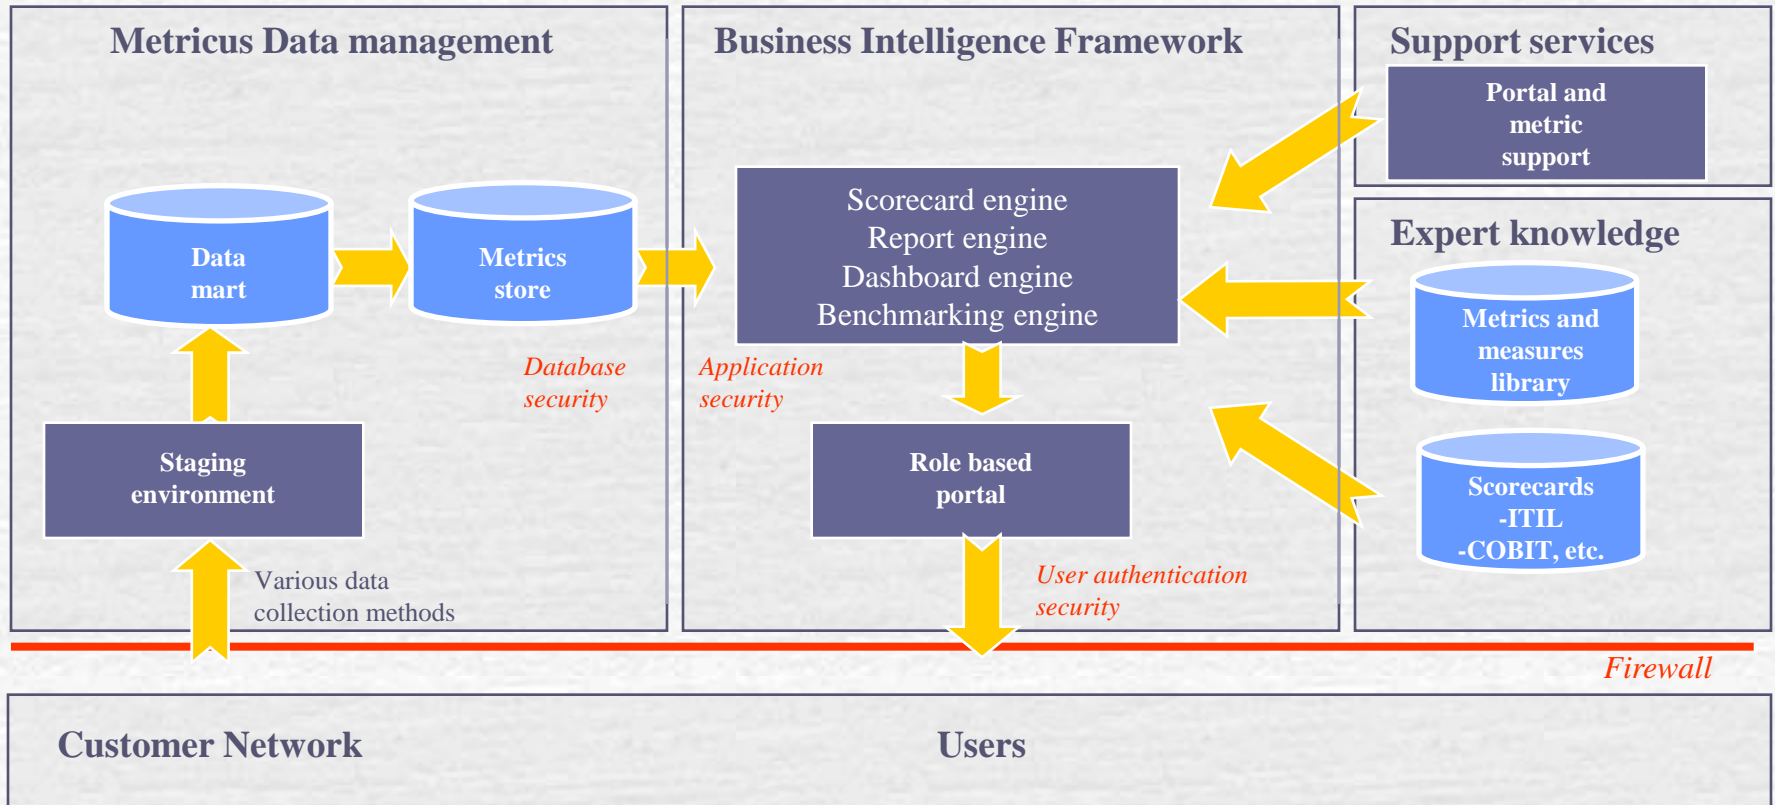 Metricus Data management
Data
mart
Metrics
store
Database
security
Staging
environment
Various data
collection methods
Business Intelligence Framework
Scorecard engine
Report engine
Dashboard engine
Benchmarking engine
Application
security
Role based
portal
User authentication
security
Support services
Portal and
metric
support
Expert knowledge
Metrics and
measures
library
Scorecards
-ITIL
-COBIT, etc.
Firewall
Customer Network
Users